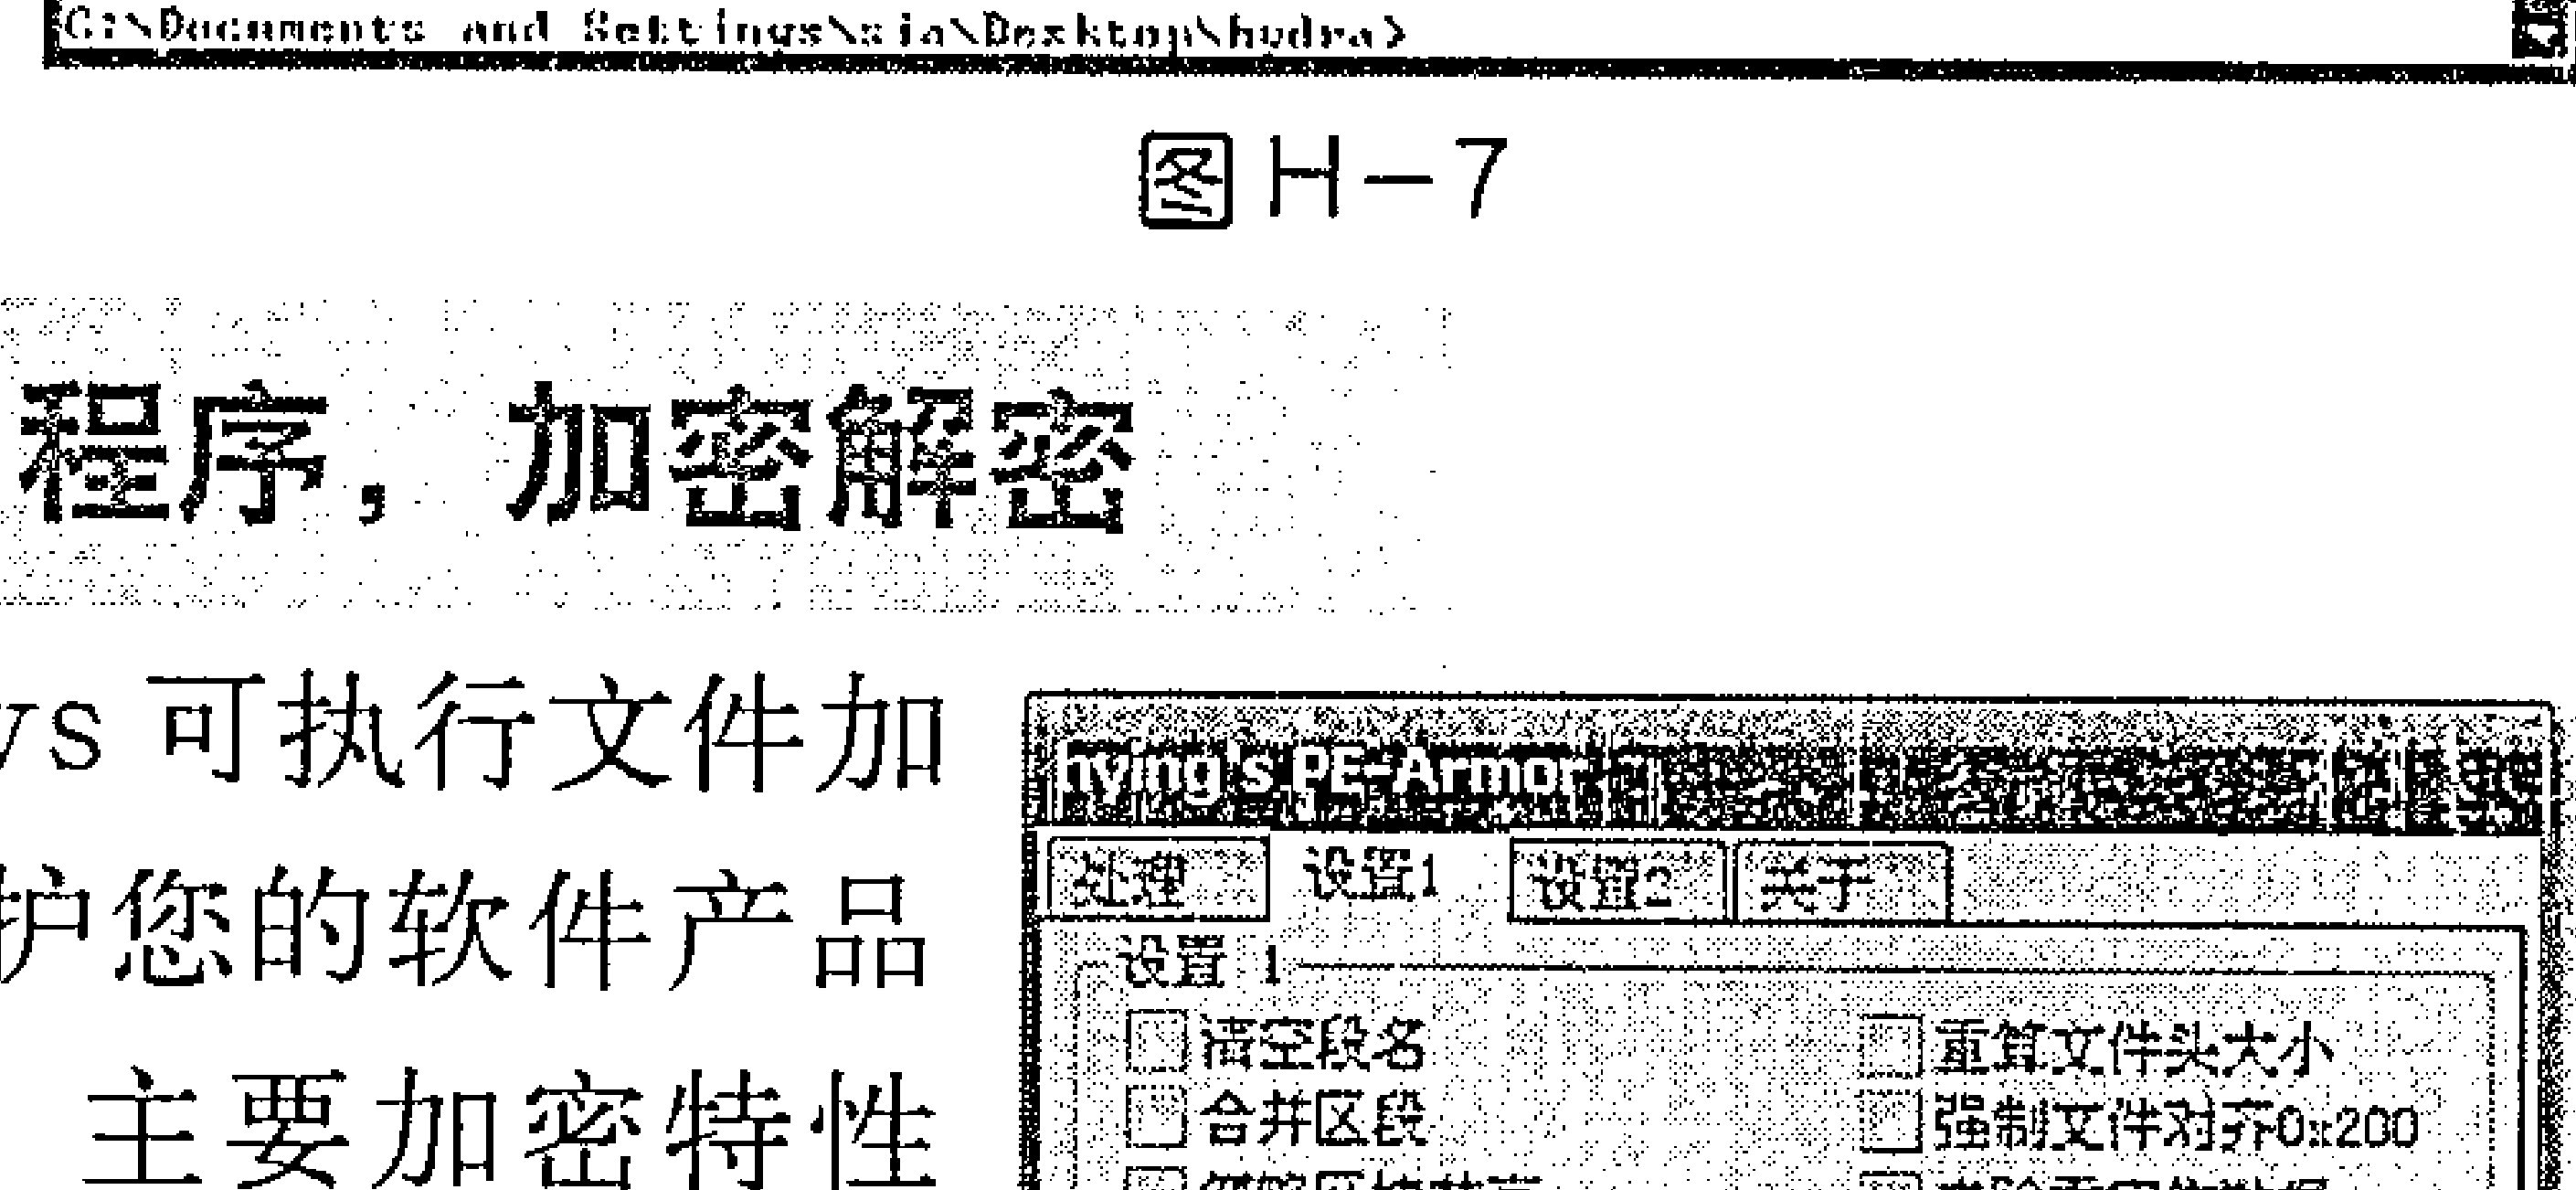 C:\Documents and Settings\xia\Desktop\hydra>
图 H-7
程序，加密解密
ys 可执行文件加
护您的软件产品
主要加密特性
hying's PE-Armor
处理 设置1 设置2 关于
设置 1
清空段名 重算文件头大小
合并区段 强制文件对齐0x200